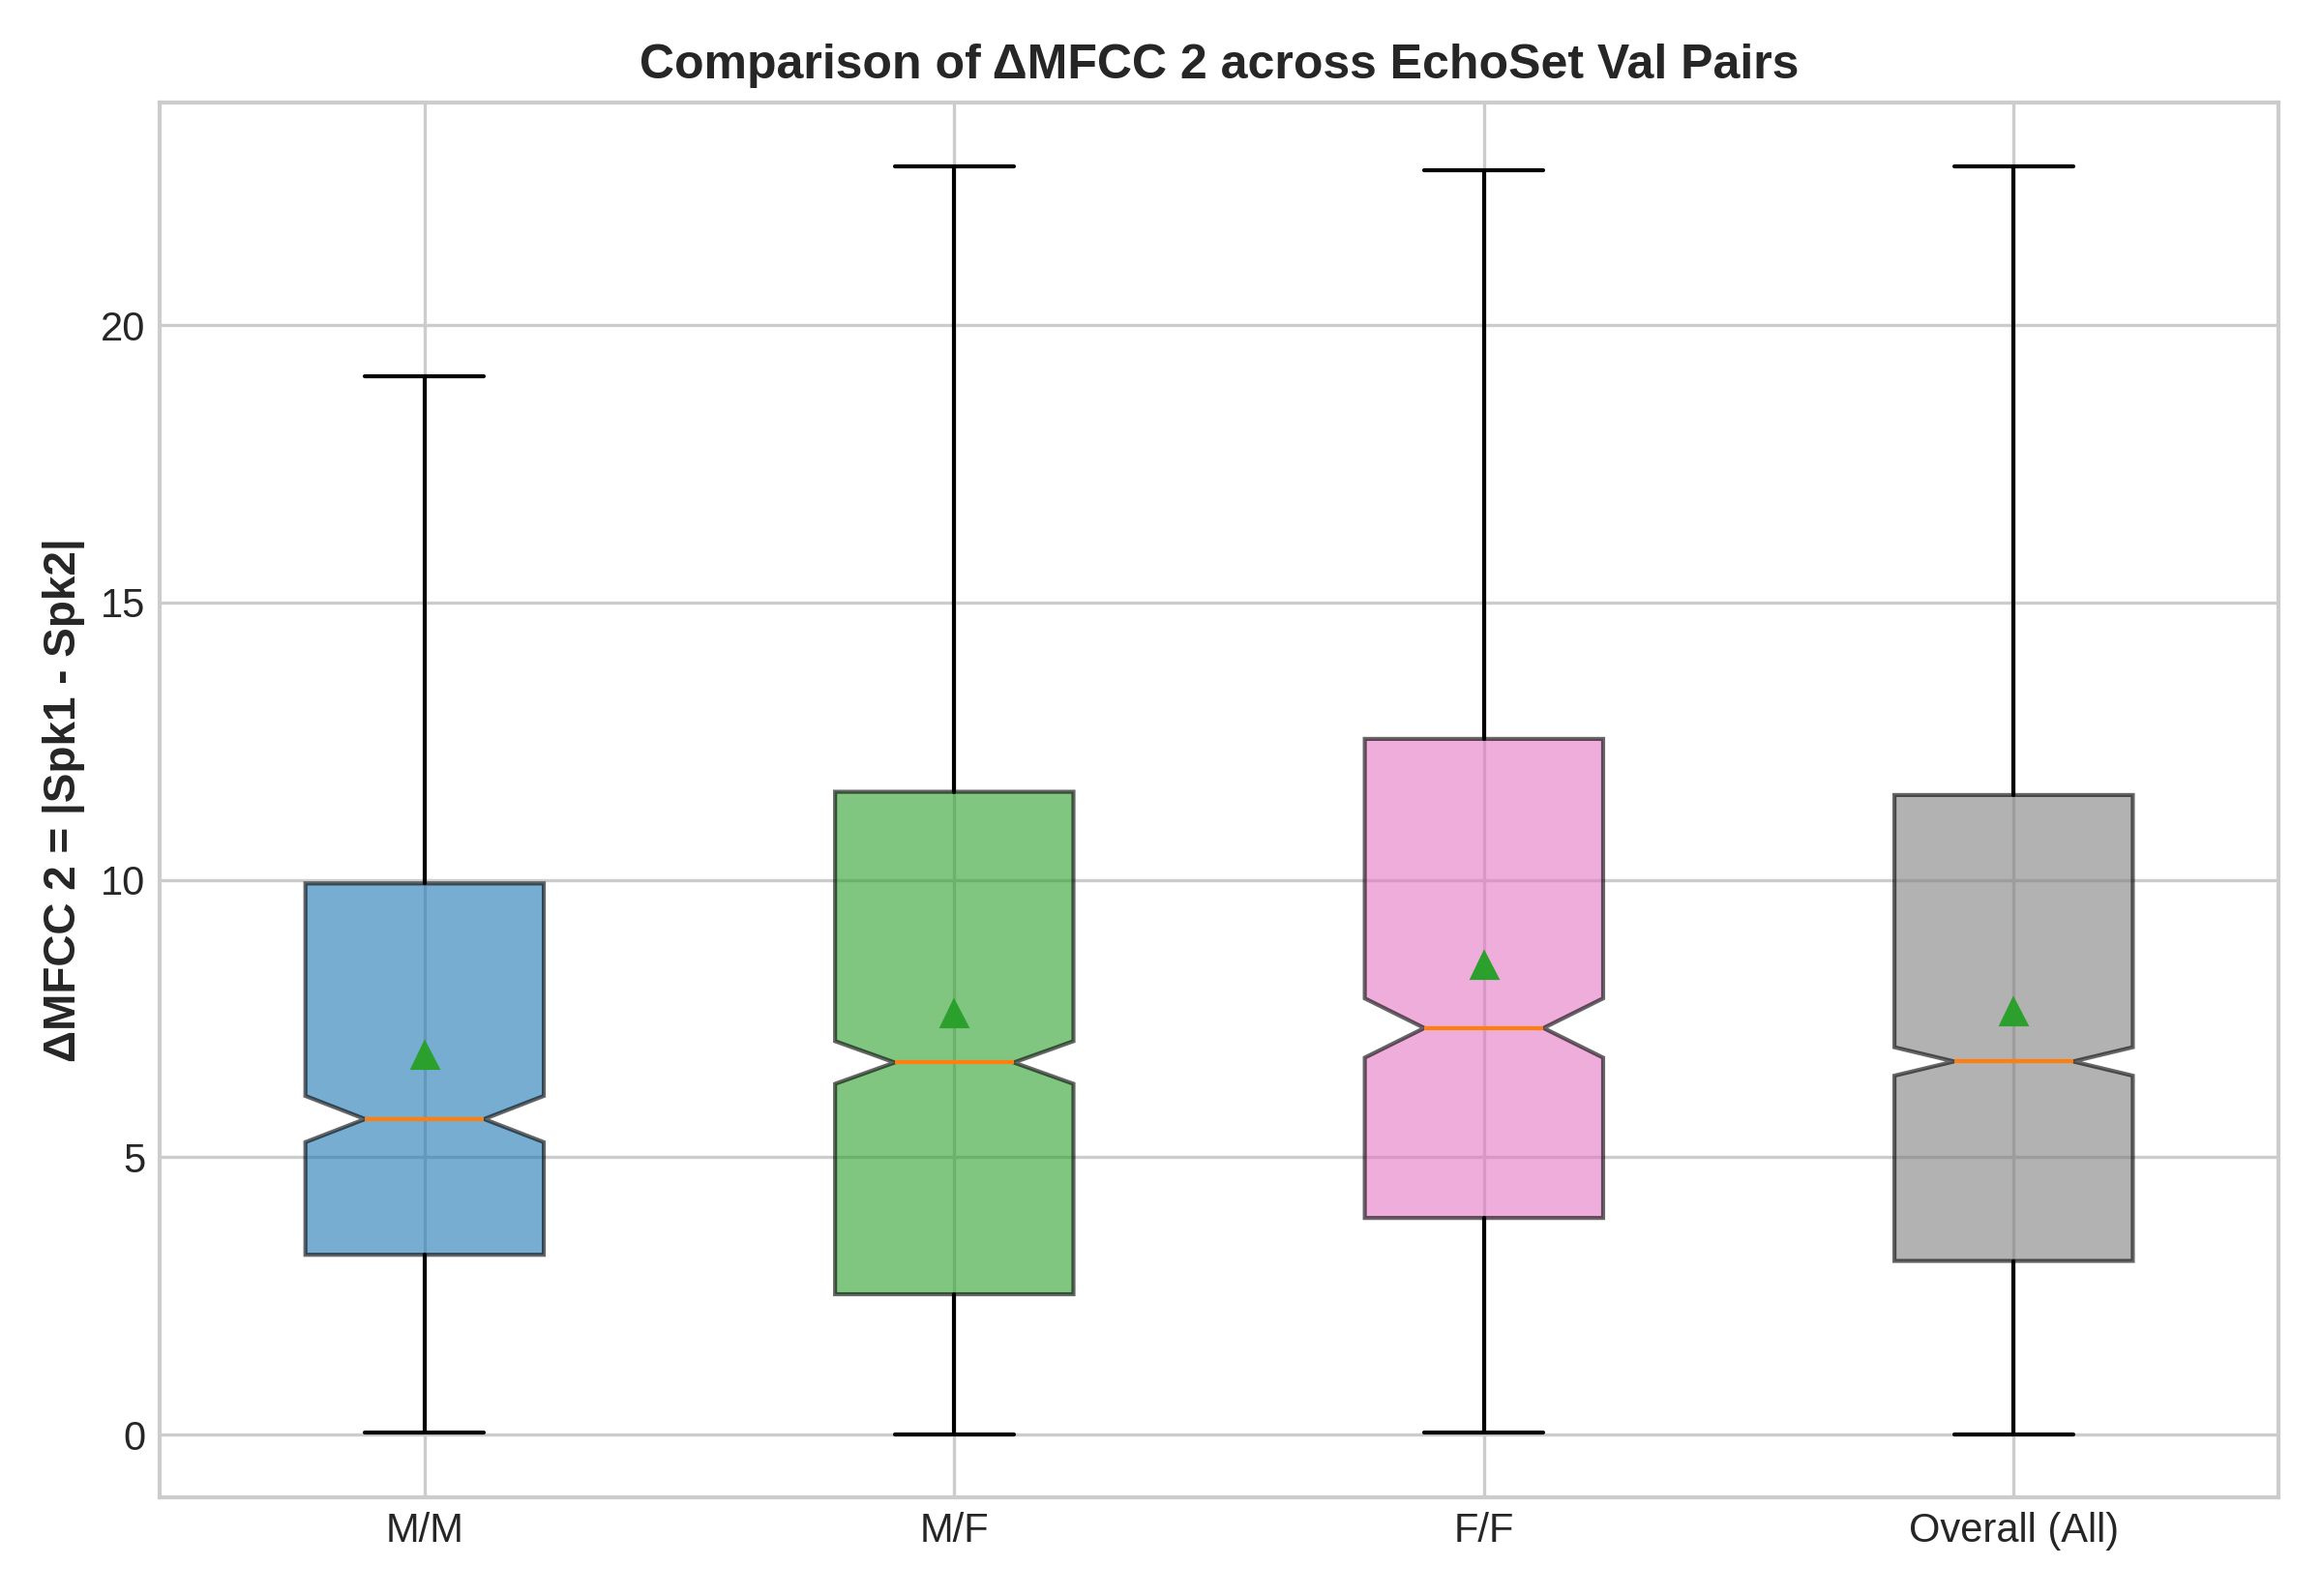 Comparison of ΔMFCC 2 across EchoSet Val Pairs
ΔMFCC 2 = |Spk1 - Spk2|
20
15
10
5
0
M/M
M/F
F/F
Overall (All)